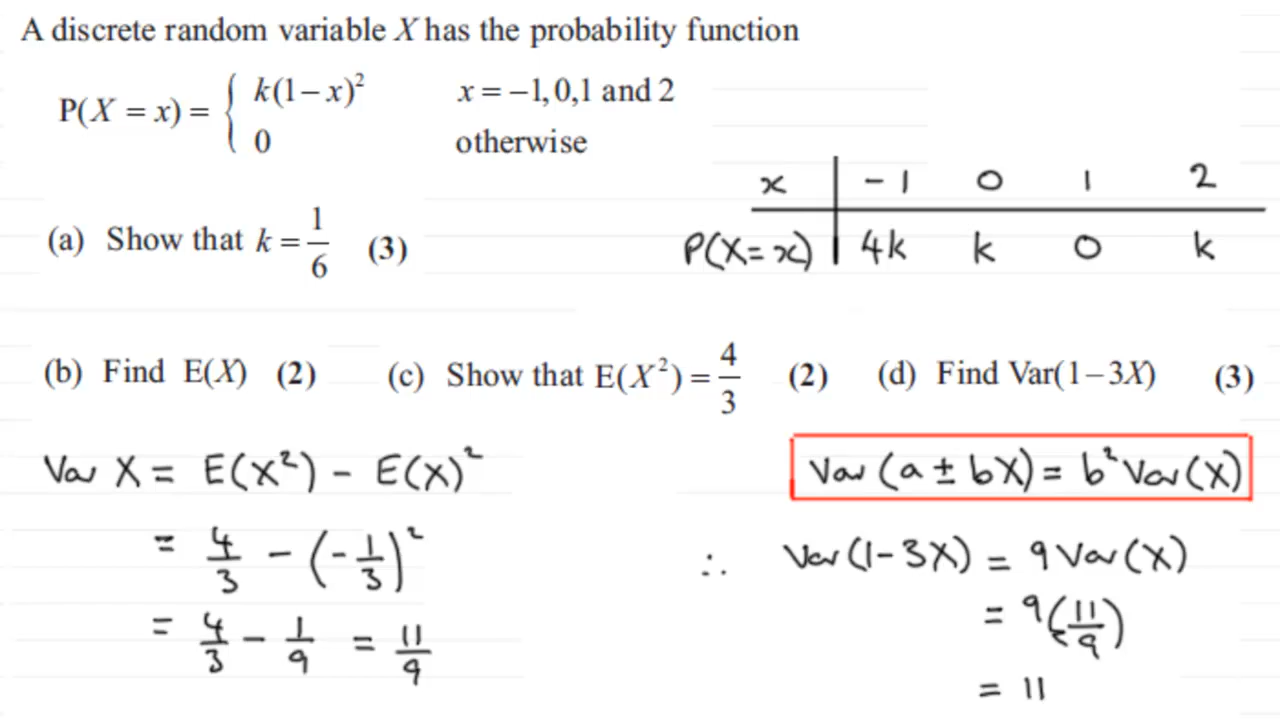 A discrete random variable X has the probability function
P(X = x) = { k(1 − x)²   x = −1, 0, 1 and 2
0   otherwise
x | −1 0 1 2
P(X = x) | 4k k 0 k
(a) Show that k = 1/6 (3)
(b) Find E(X) (2) (c) Show that E(X²) = 4/3 (2) (d) Find Var(1 − 3X) (3)
Var X = E(X²) − E(X)²
= 4/3 − (−1/3)²
= 4/3 − 1/9 = 11/9
Var (a ± bX) = b² Var(X)
∴ Var(1 − 3X) = 9 Var(X)
= 9(11/9)
= 11